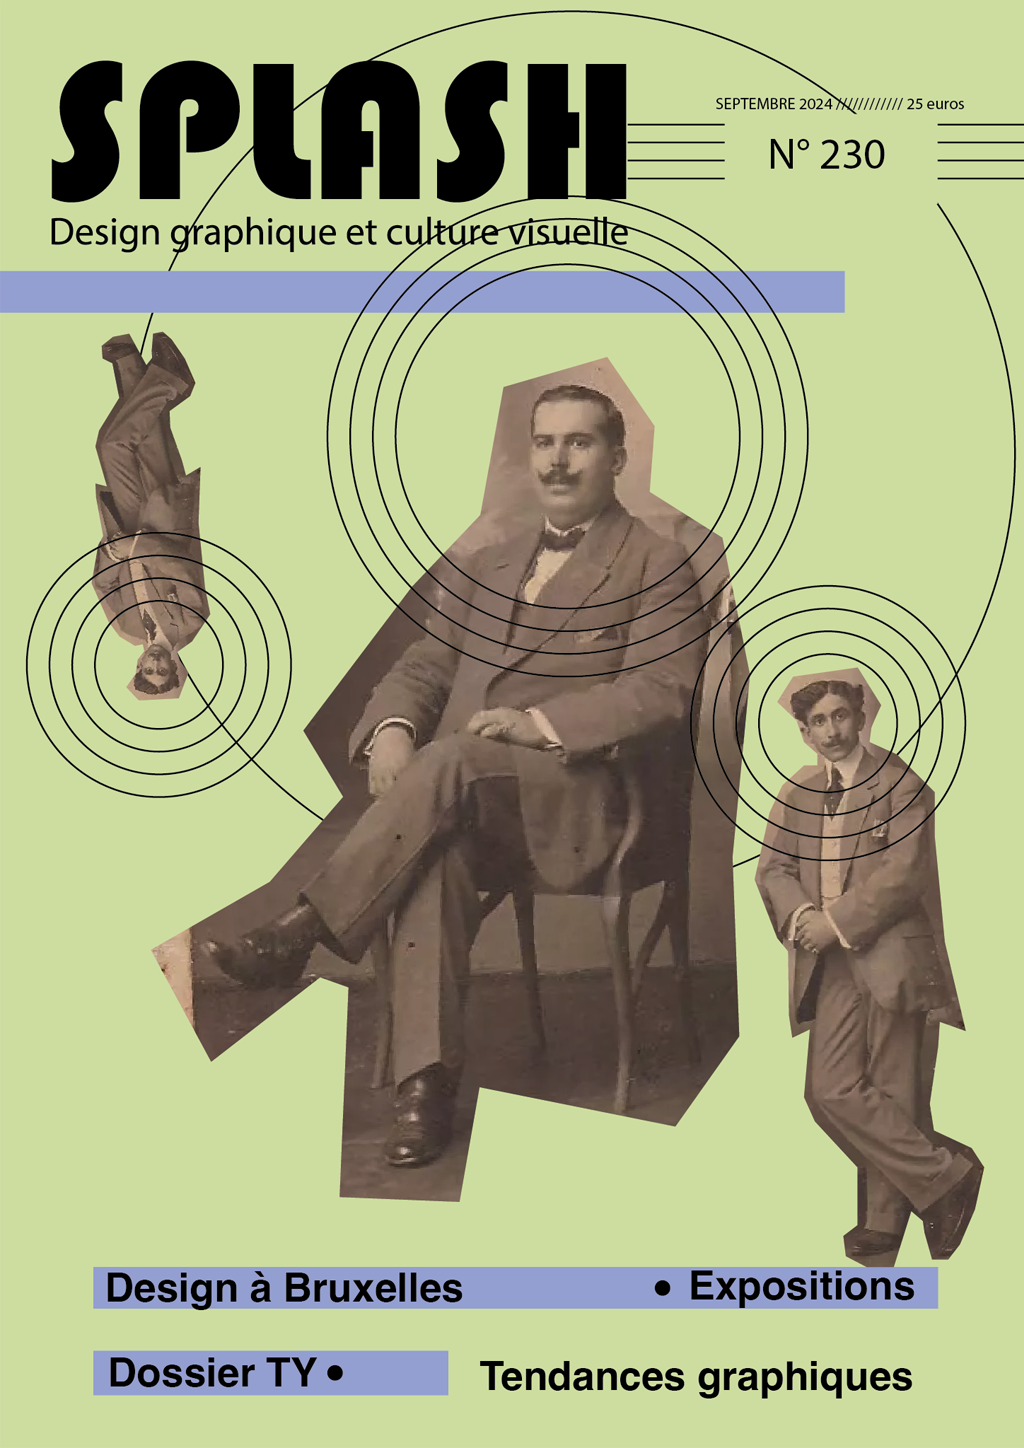 SPLASH
SEPTEMBRE 2024 //////////// 25 euros
N° 230
Design graphique et culture visuelle
Design à Bruxelles
• Expositions
Dossier TY •
Tendances graphiques